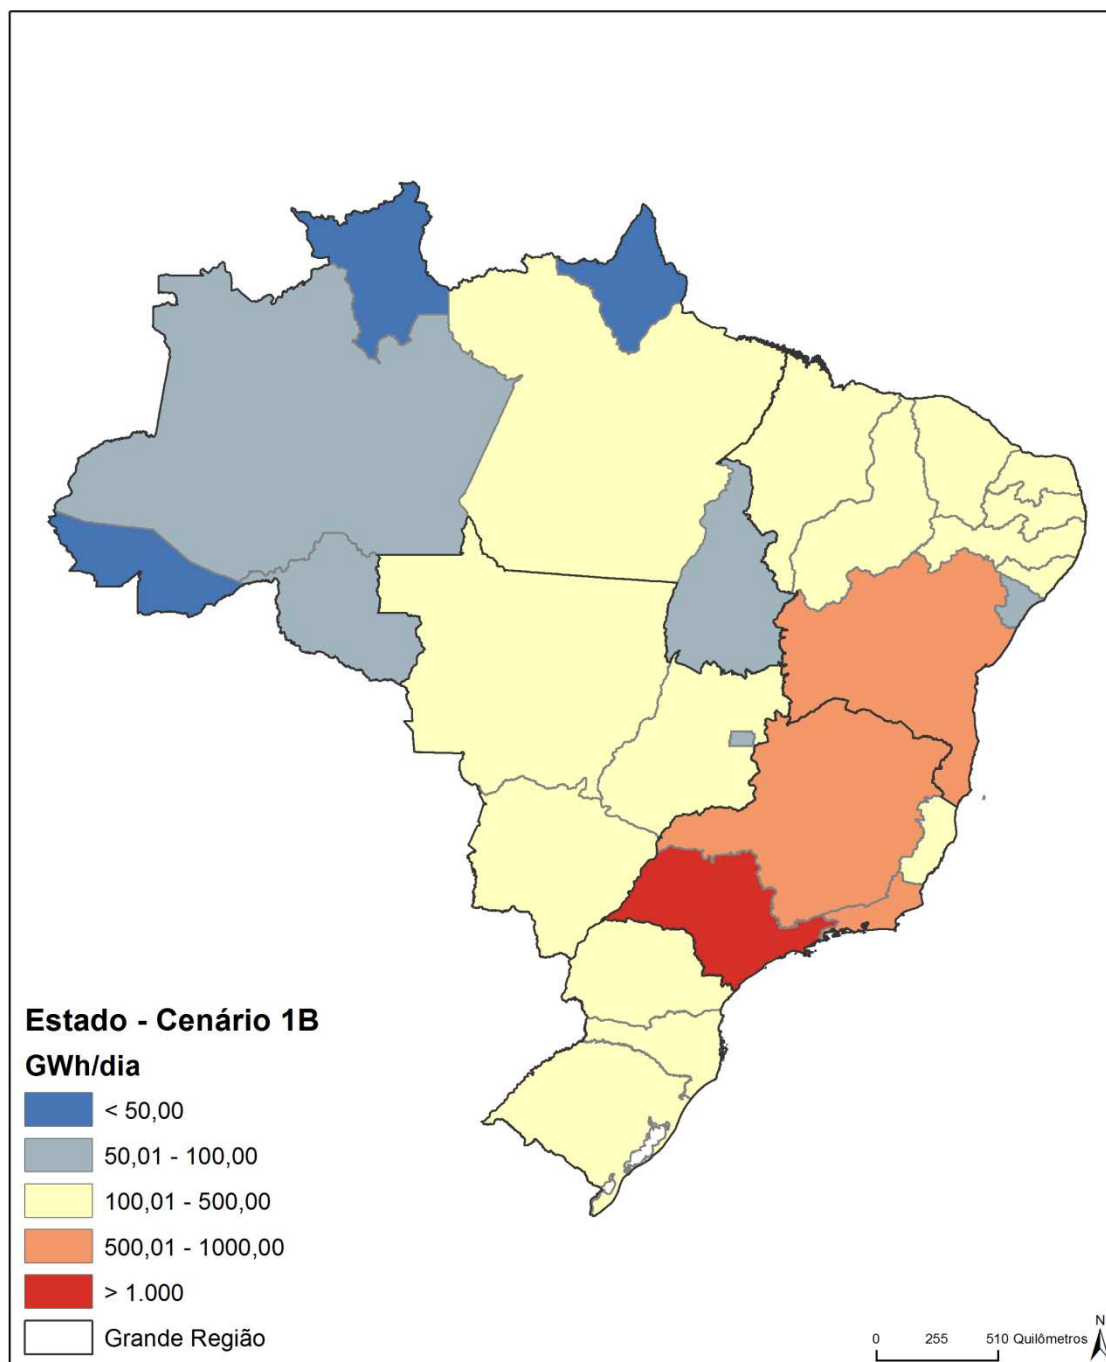 Estado - Cenário 1B
GWh/dia
< 50,00
50,01 - 100,00
100,01 - 500,00
500,01 - 1000,00
> 1.000
Grande Região
0 255 510 Quilômetros
N